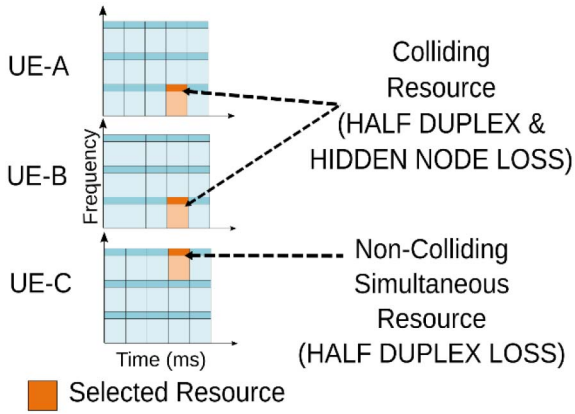 UE-A
UE-B
UE-C
Frequency
Time (ms)
Selected Resource
Colliding
Resource
(HALF DUPLEX &
HIDDEN NODE LOSS)
Non-Colliding
Simultaneous
Resource
(HALF DUPLEX LOSS)